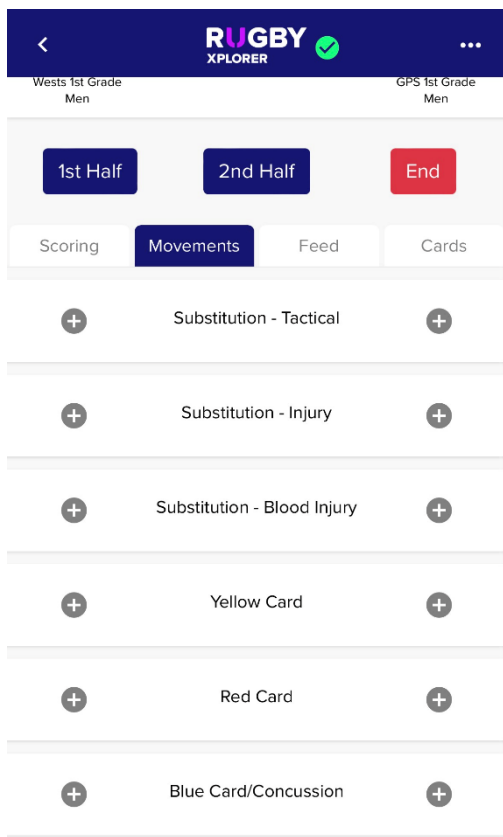 RUGBY
XPLORER
Wests 1st Grade
Men
GPS 1st Grade
Men
1st Half
2nd Half
End
Scoring
Movements
Feed
Cards
Substitution - Tactical
Substitution - Injury
Substitution - Blood Injury
Yellow Card
Red Card
Blue Card/Concussion